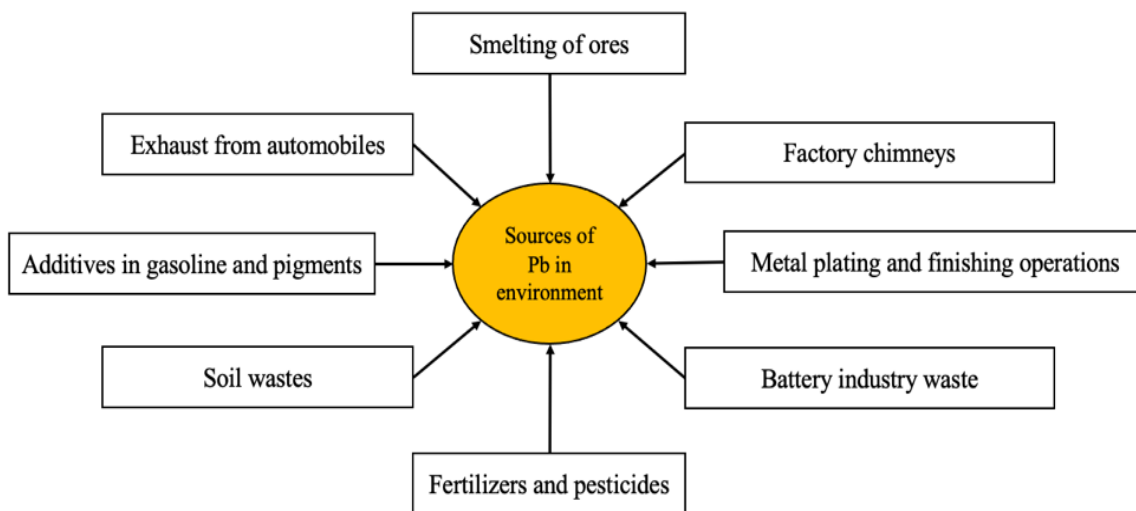 Smelting of ores
Exhaust from automobiles
Factory chimneys
Sources of
Pb in
environment
Additives in gasoline and pigments
Metal plating and finishing operations
Soil wastes
Battery industry waste
Fertilizers and pesticides